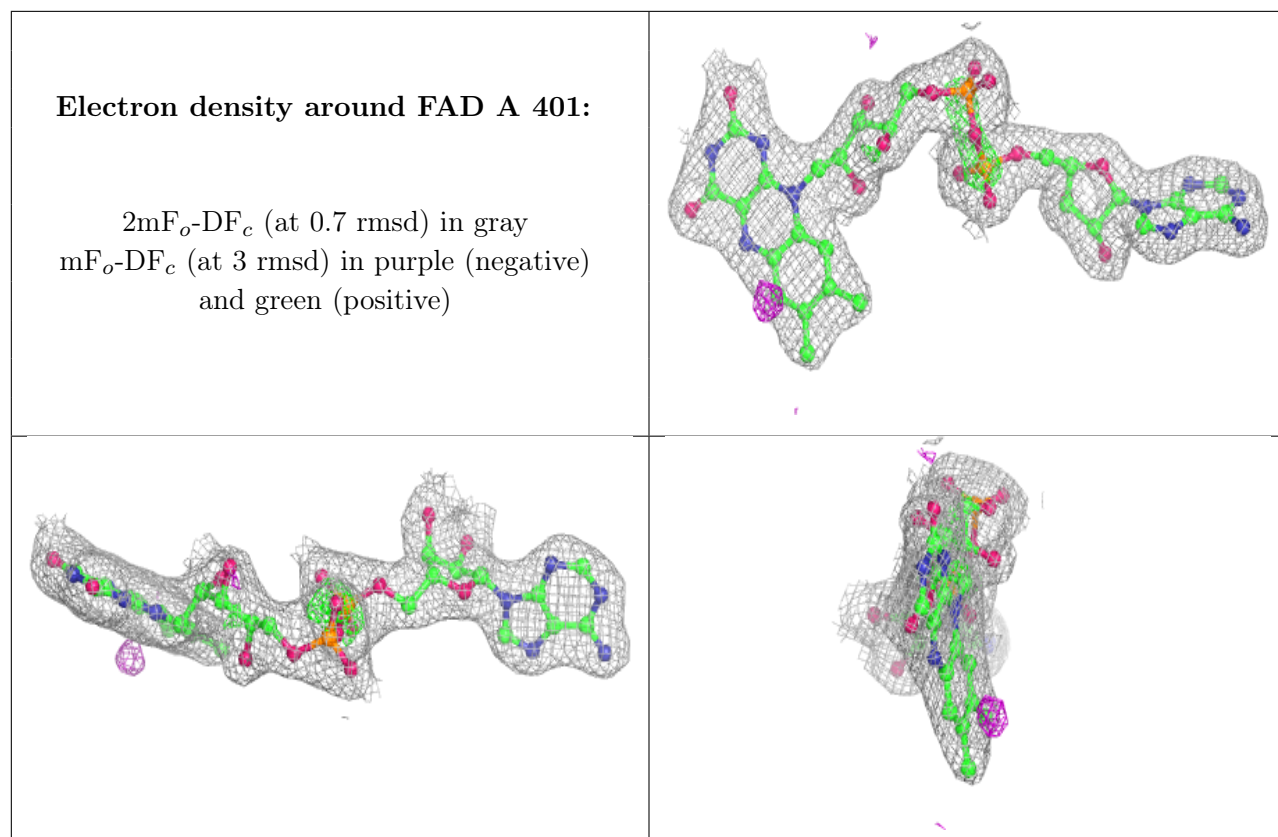 Electron density around FAD A 401:
2mFₒ-DF𝒸 (at 0.7 rmsd) in gray
mFₒ-DF𝒸 (at 3 rmsd) in purple (negative)
and green (positive)